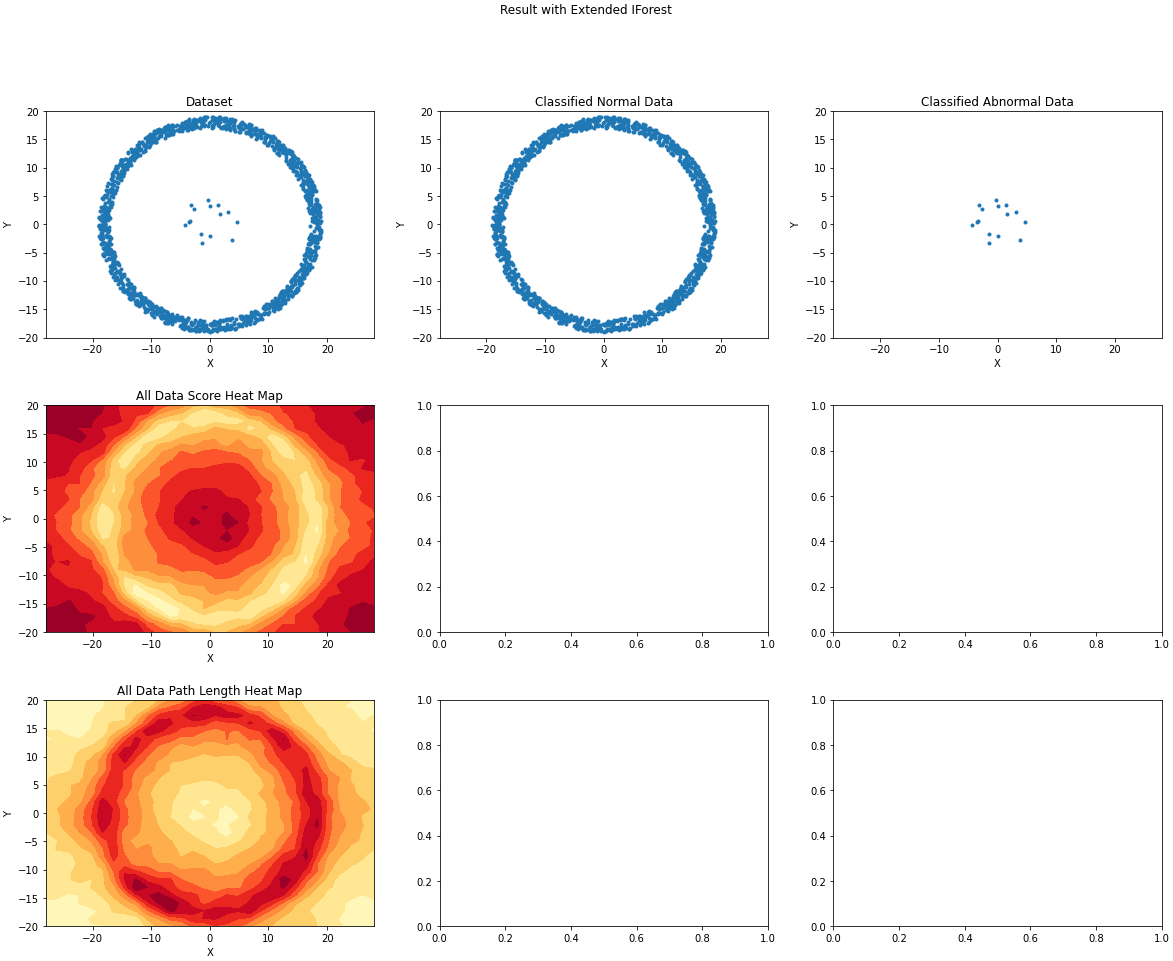 Result with Extended IForest
Dataset
Classified Normal Data
Classified Abnormal Data
20
15
10
5
0
−5
−10
−15
−20
Y
−20 −10 0 10 20
X
20
15
10
5
0
−5
−10
−15
−20
Y
−20 −10 0 10 20
X
20
15
10
5
0
−5
−10
−15
−20
Y
−20 −10 0 10 20
X
All Data Score Heat Map
20
15
10
5
0
−5
−10
−15
−20
Y
−20 −10 0 10 20
X
1.0
0.8
0.6
0.4
0.2
0.0
0.0 0.2 0.4 0.6 0.8 1.0
1.0
0.8
0.6
0.4
0.2
0.0
0.0 0.2 0.4 0.6 0.8 1.0
All Data Path Length Heat Map
20
15
10
5
0
−5
−10
−15
−20
Y
−20 −10 0 10 20
X
1.0
0.8
0.6
0.4
0.2
0.0
0.0 0.2 0.4 0.6 0.8 1.0
1.0
0.8
0.6
0.4
0.2
0.0
0.0 0.2 0.4 0.6 0.8 1.0